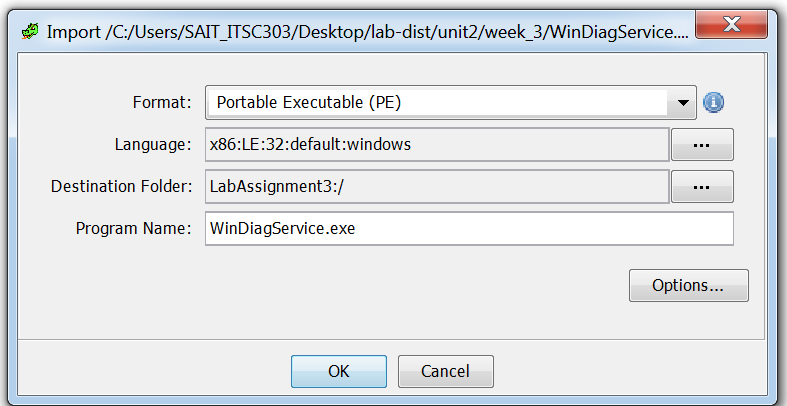 Import /C:/Users/SAIT_ITSC303/Desktop/lab-dist/unit2/week_3/WinDiagService....
Format: Portable Executable (PE)
Language: x86:LE:32:default:windows ...
Destination Folder: LabAssignment3:/ ...
Program Name: WinDiagService.exe
Options...
OK Cancel